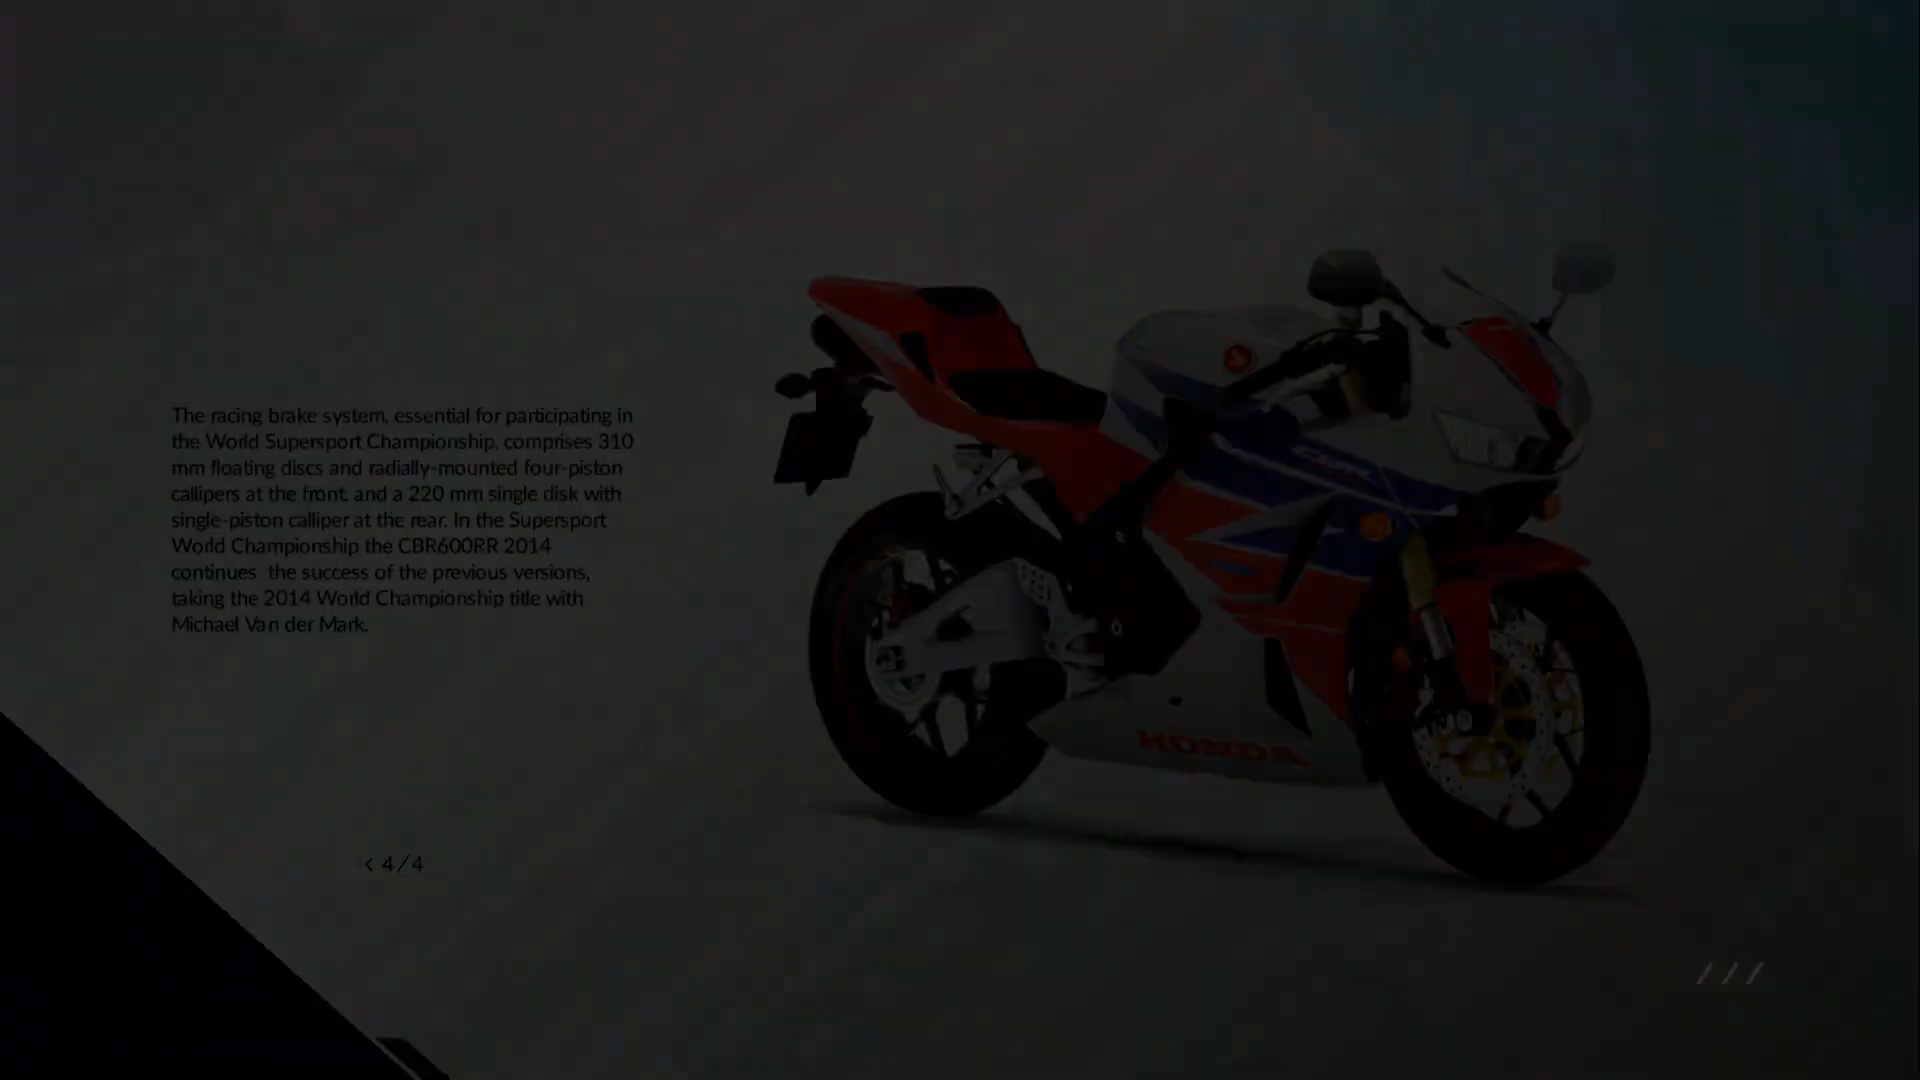 The racing brake system, essential for participating in
the World Supersport Championship, comprises 310
mm floating discs and radially-mounted four-piston
callipers at the front, and a 220 mm single disk with
single-piston calliper at the rear. In the Supersport
World Championship the CBR600RR 2014
continues  the success of the previous versions,
taking the 2014 World Championship title with
Michael Van der Mark.
< 4/4
CBR
HONDA
///